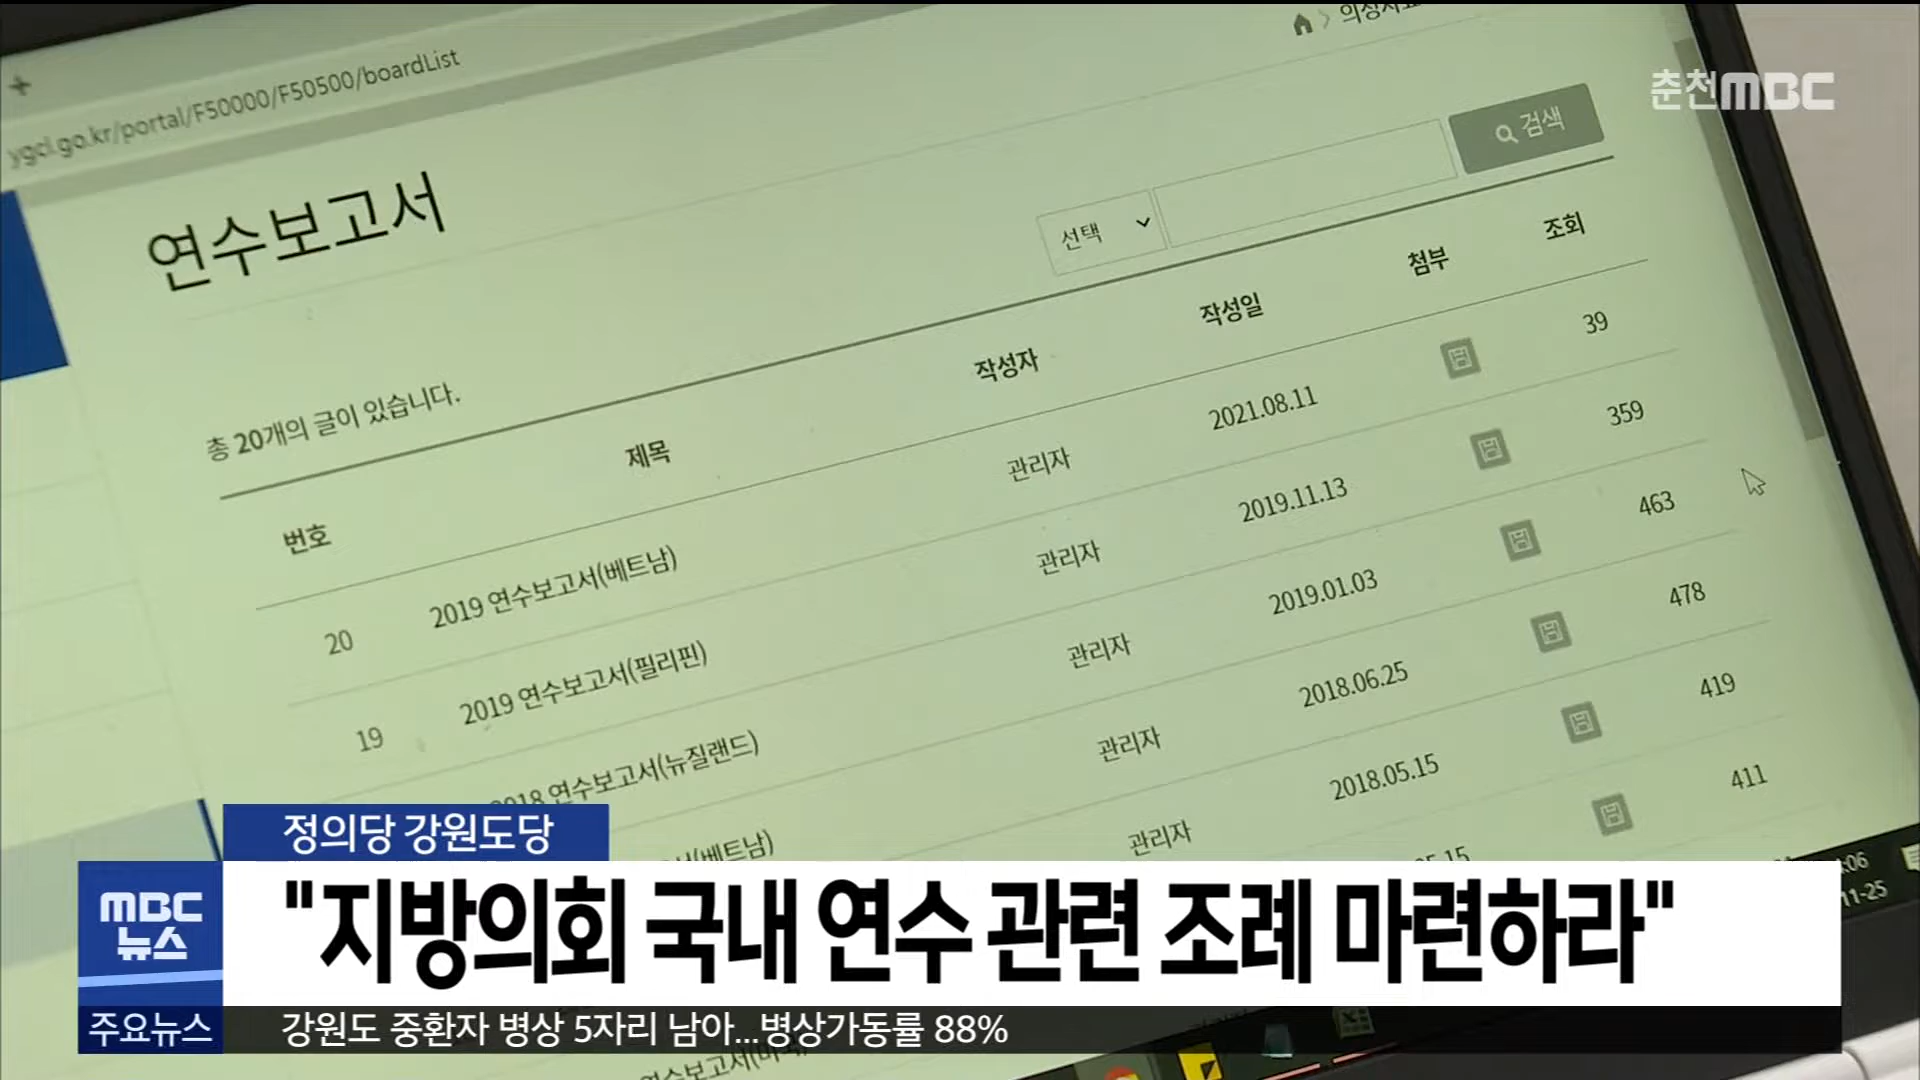 ygcl.go.kr/portal/F50000/F50500/boardList
춘천MBC
연수보고서
선택
검색
총 20개의 글이 있습니다.
번호 제목 작성자 작성일 첨부 조회
20 2019 연수보고서(베트남) 관리자 2021.08.11 39
19 2019 연수보고서(필리핀) 관리자 2019.11.13 359
2018 연수보고서(뉴질랜드) 관리자 2019.01.03 463
(베트남) 관리자 2018.06.25 478
관리자 2018.05.15 419
411
정의당 강원도당
MBC
뉴스
"지방의회 국내 연수 관련 조례 마련하라"
주요뉴스
강원도 중환자 병상 5자리 남아...병상가동률 88%